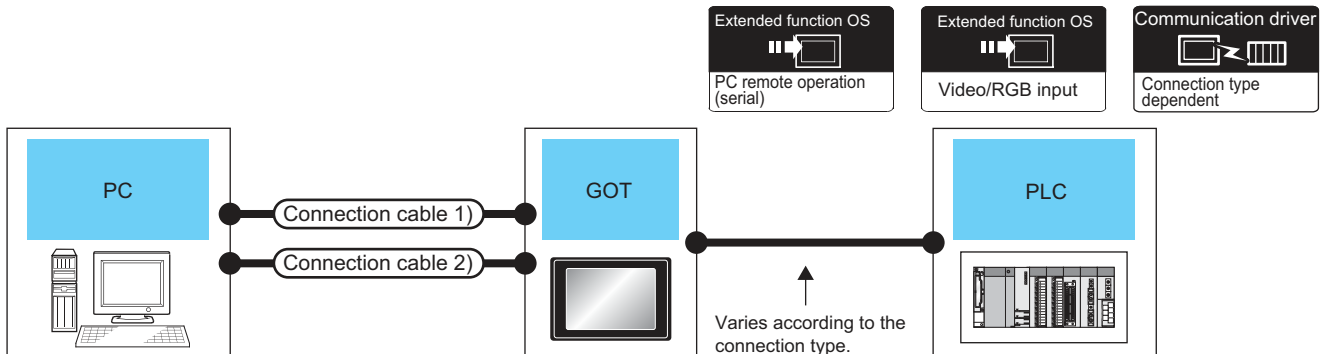 Extended function OS
PC remote operation
(serial)
Extended function OS
Video/RGB input
Communication driver
Connection type
dependent
PC
GOT
PLC
Connection cable 1)
Connection cable 2)
Varies according to the
connection type.